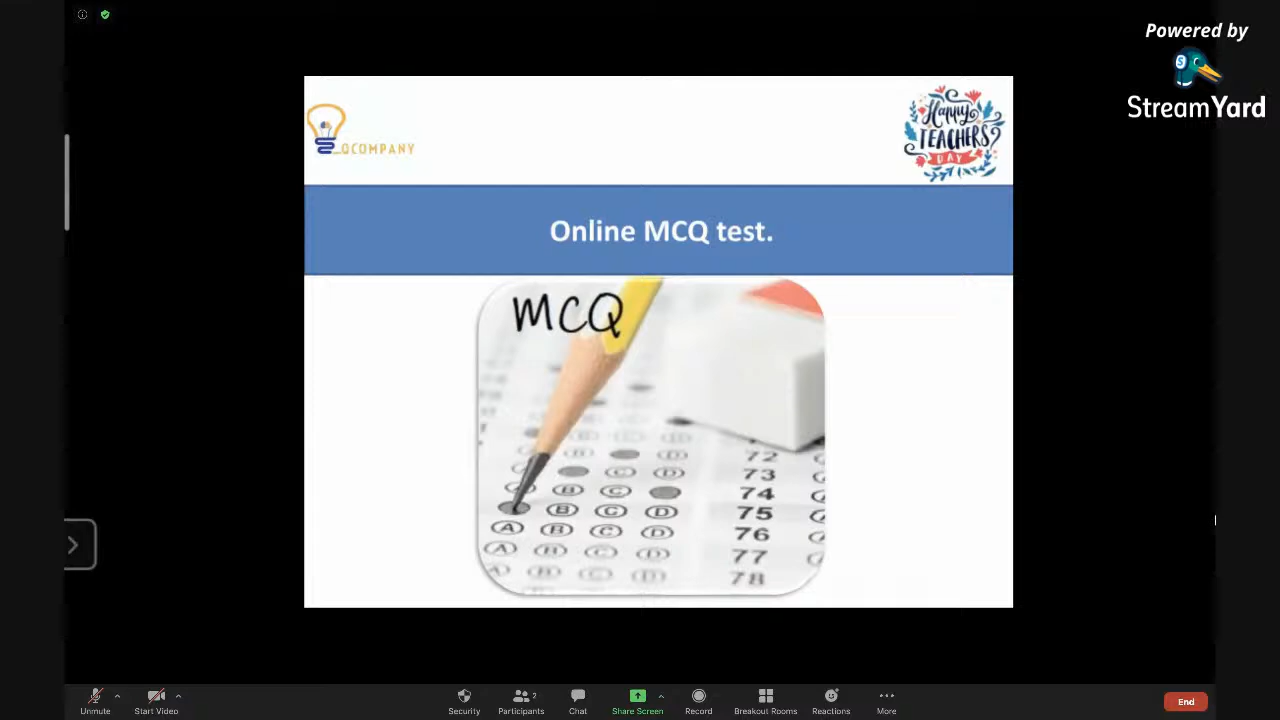 Powered by
StreamYard
_QCOMPANY
Happy
TEACHERS
DAY
Online MCQ test.
MCQ
72
73
B C 74
B C D 75
A B C D 76
A B C D 77
A B C D 78
Unmute
Start Video
Security
Participants 2
Chat
Share Screen
Record
Breakout Rooms
Reactions
More
End